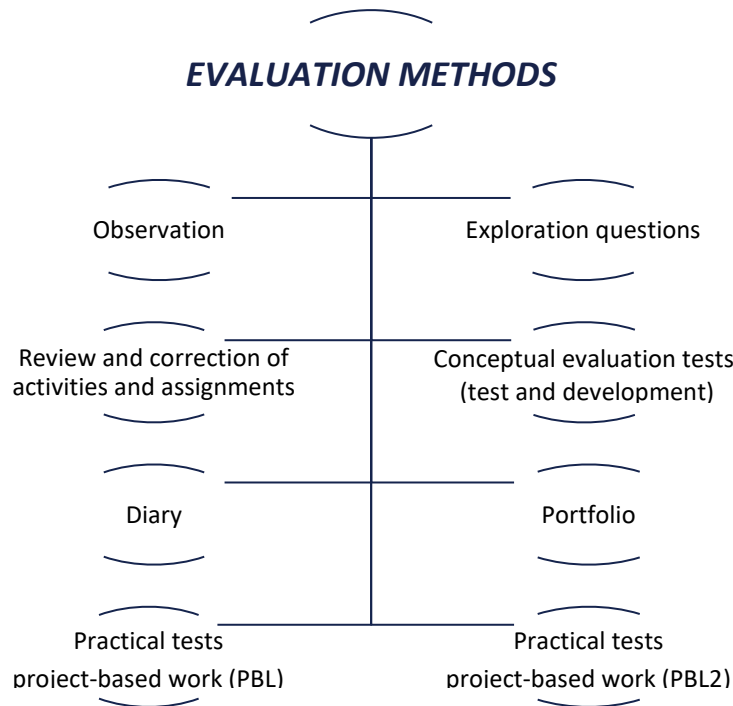 EVALUATION METHODS
Observation
Exploration questions
Review and correction of
activities and assignments
Conceptual evaluation tests
(test and development)
Diary
Portfolio
Practical tests
project-based work (PBL)
Practical tests
project-based work (PBL2)